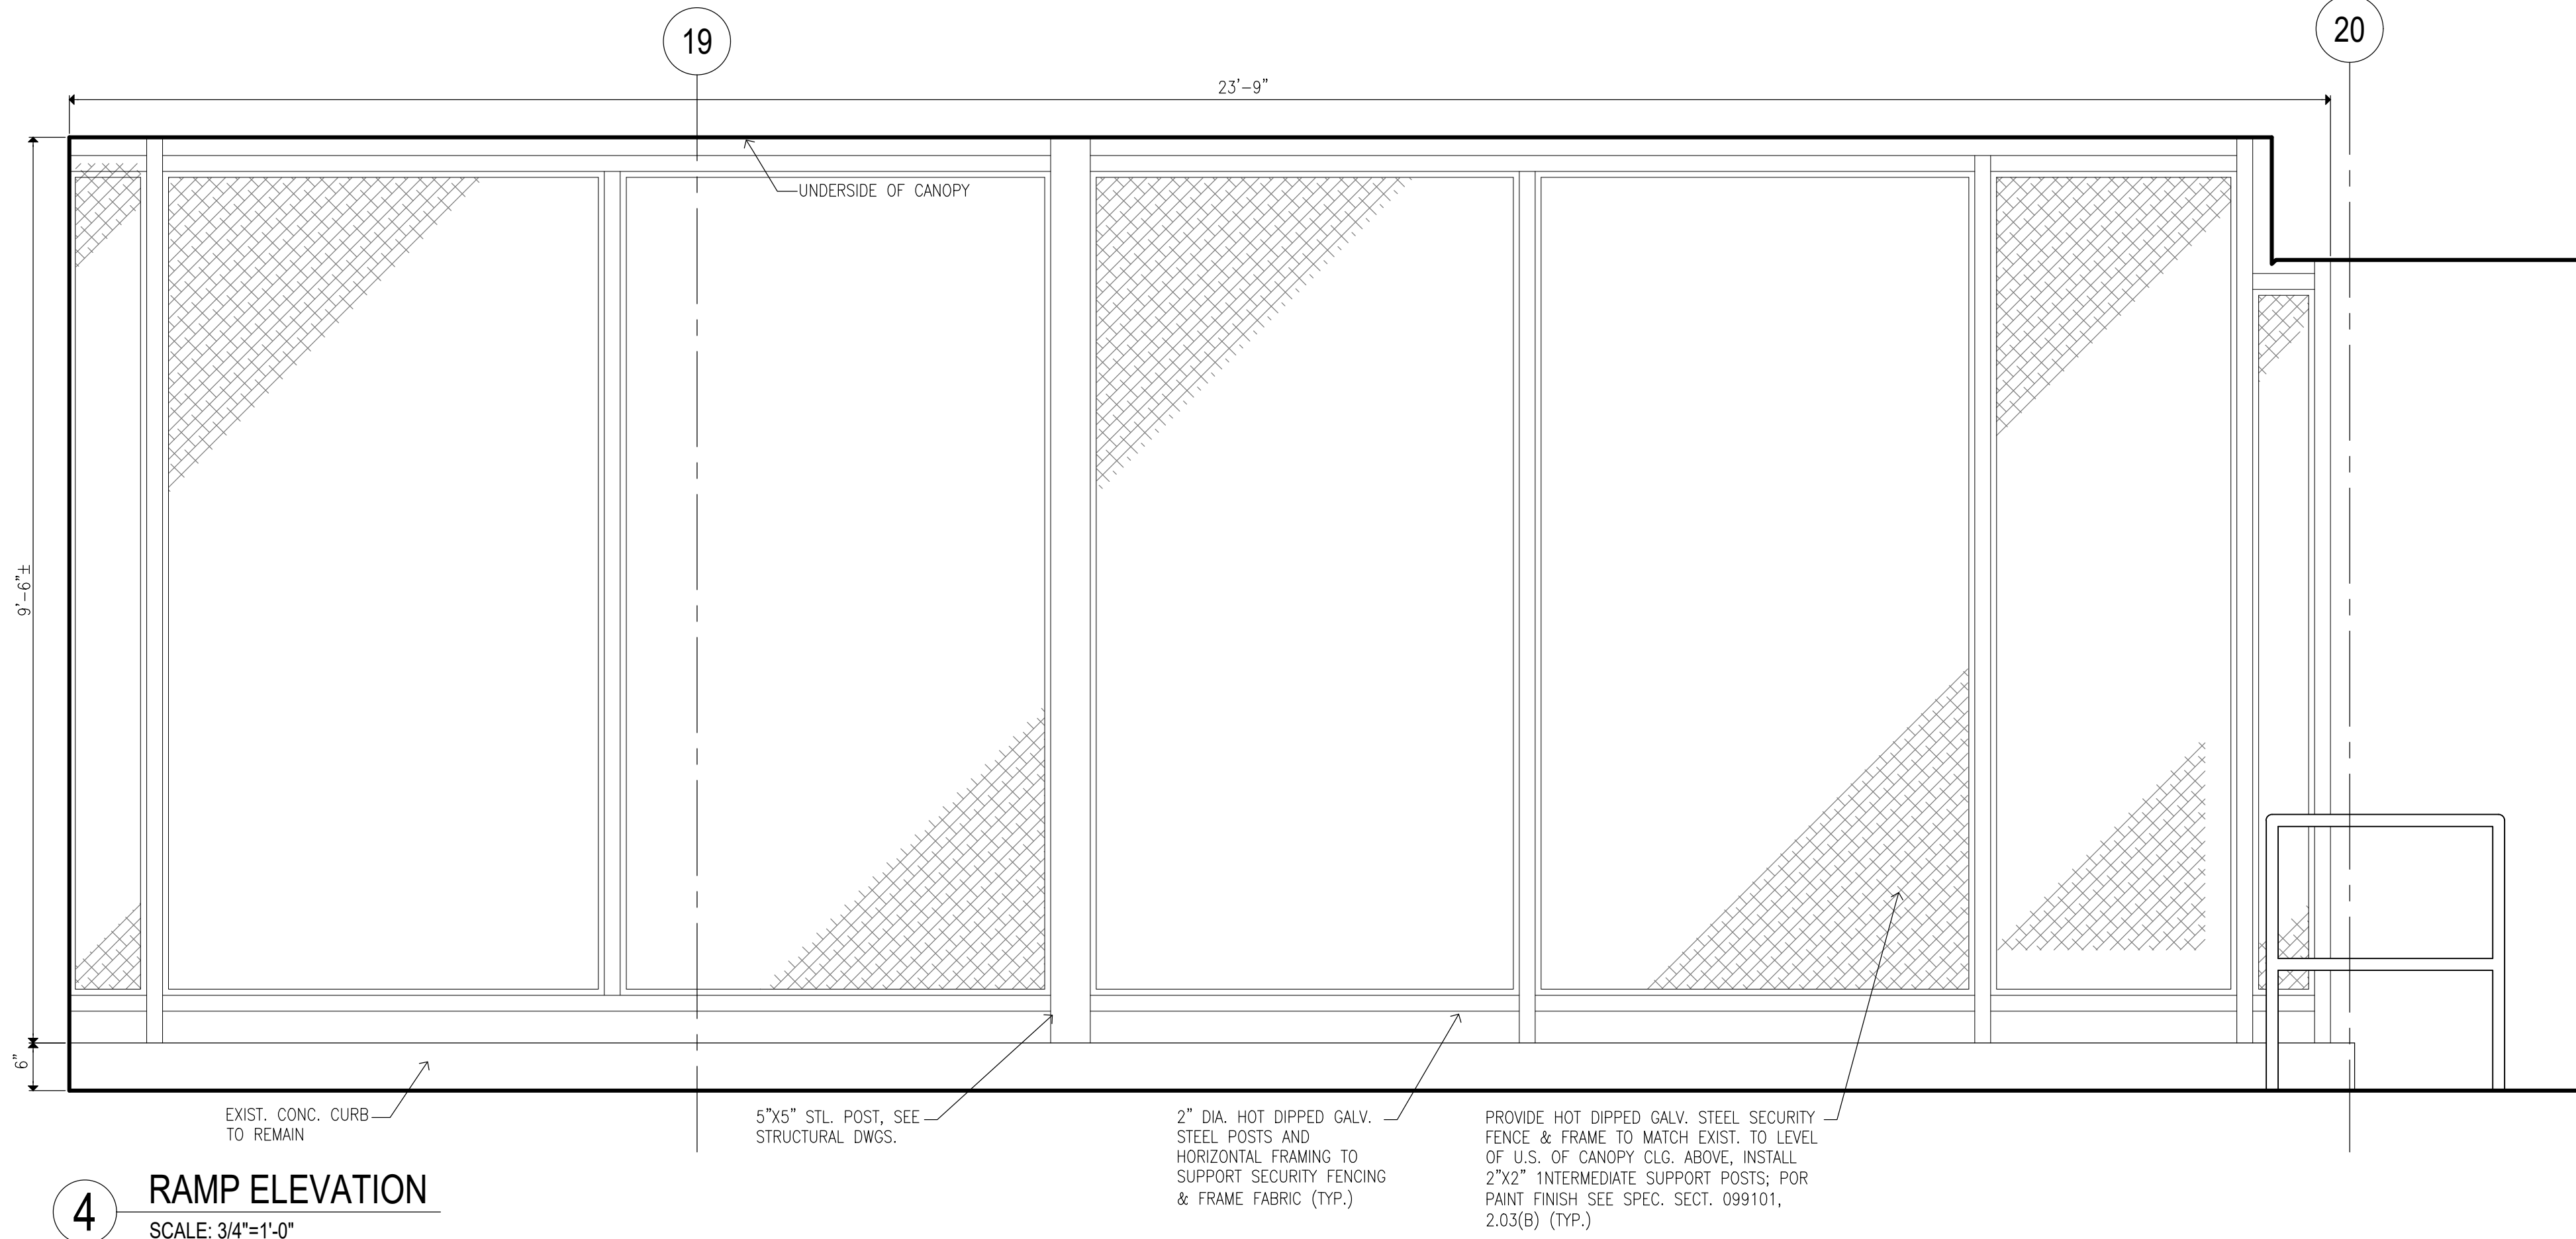 19
20
23'-9"
UNDERSIDE OF CANOPY
9'-6"±
6"
EXIST. CONC. CURB
TO REMAIN
5"X5" STL. POST, SEE
STRUCTURAL DWGS.
2" DIA. HOT DIPPED GALV.
STEEL POSTS AND
HORIZONTAL FRAMING TO
SUPPORT SECURITY FENCING
& FRAME FABRIC (TYP.)
PROVIDE HOT DIPPED GALV. STEEL SECURITY
FENCE & FRAME TO MATCH EXIST. TO LEVEL
OF U.S. OF CANOPY CLG. ABOVE, INSTALL
2"X2" 1NTERMEDIATE SUPPORT POSTS; POR
PAINT FINISH SEE SPEC. SECT. 099101,
2.03(B) (TYP.)
4
RAMP ELEVATION
SCALE: 3/4"=1'-0"